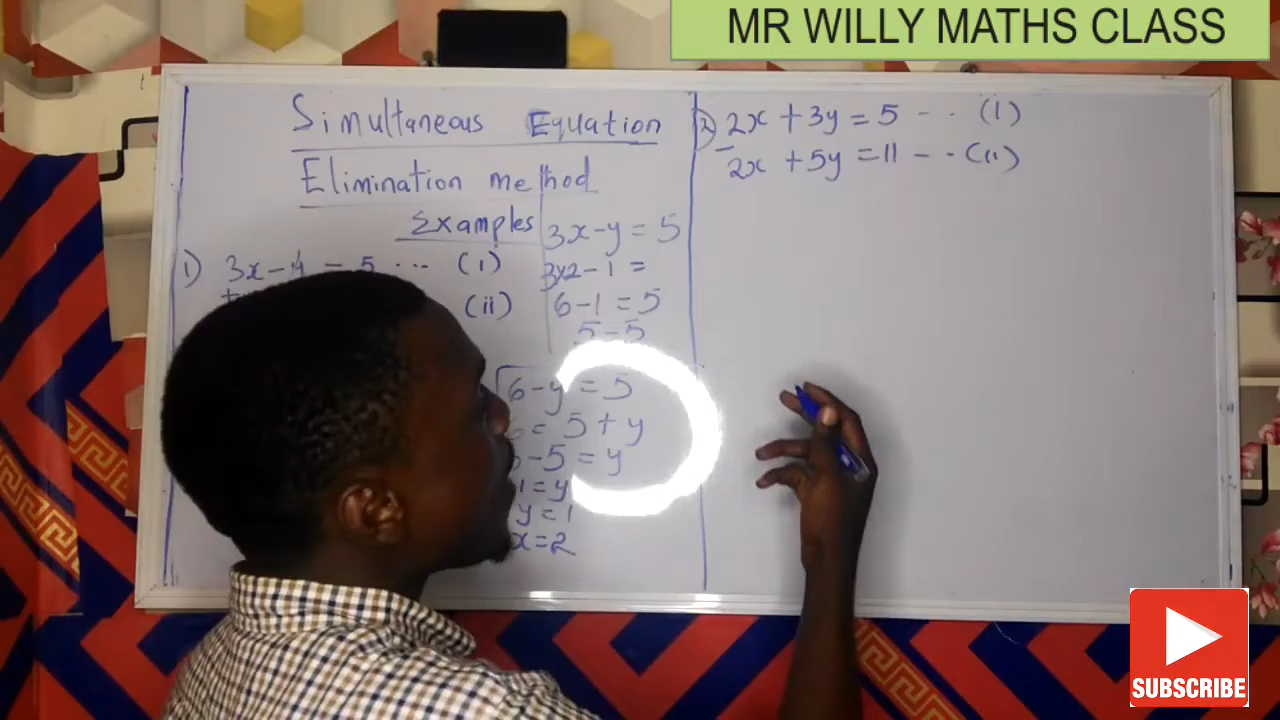 MR WILLY MATHS CLASS
Simultaneous Equation
Elimination method
Examples
1) 3x - y = 5 ... (i)
(ii)
3x - y = 5
3x2 - 1 =
6 - 1 = 5
5 - 5
6 - y = 5
= 5 + y
- 5 = y
1 = y
y = 1
x = 2
2) 2x + 3y = 5 - .. (i)
- 2x + 5y = 11 - .. (ii)
SUBSCRIBE